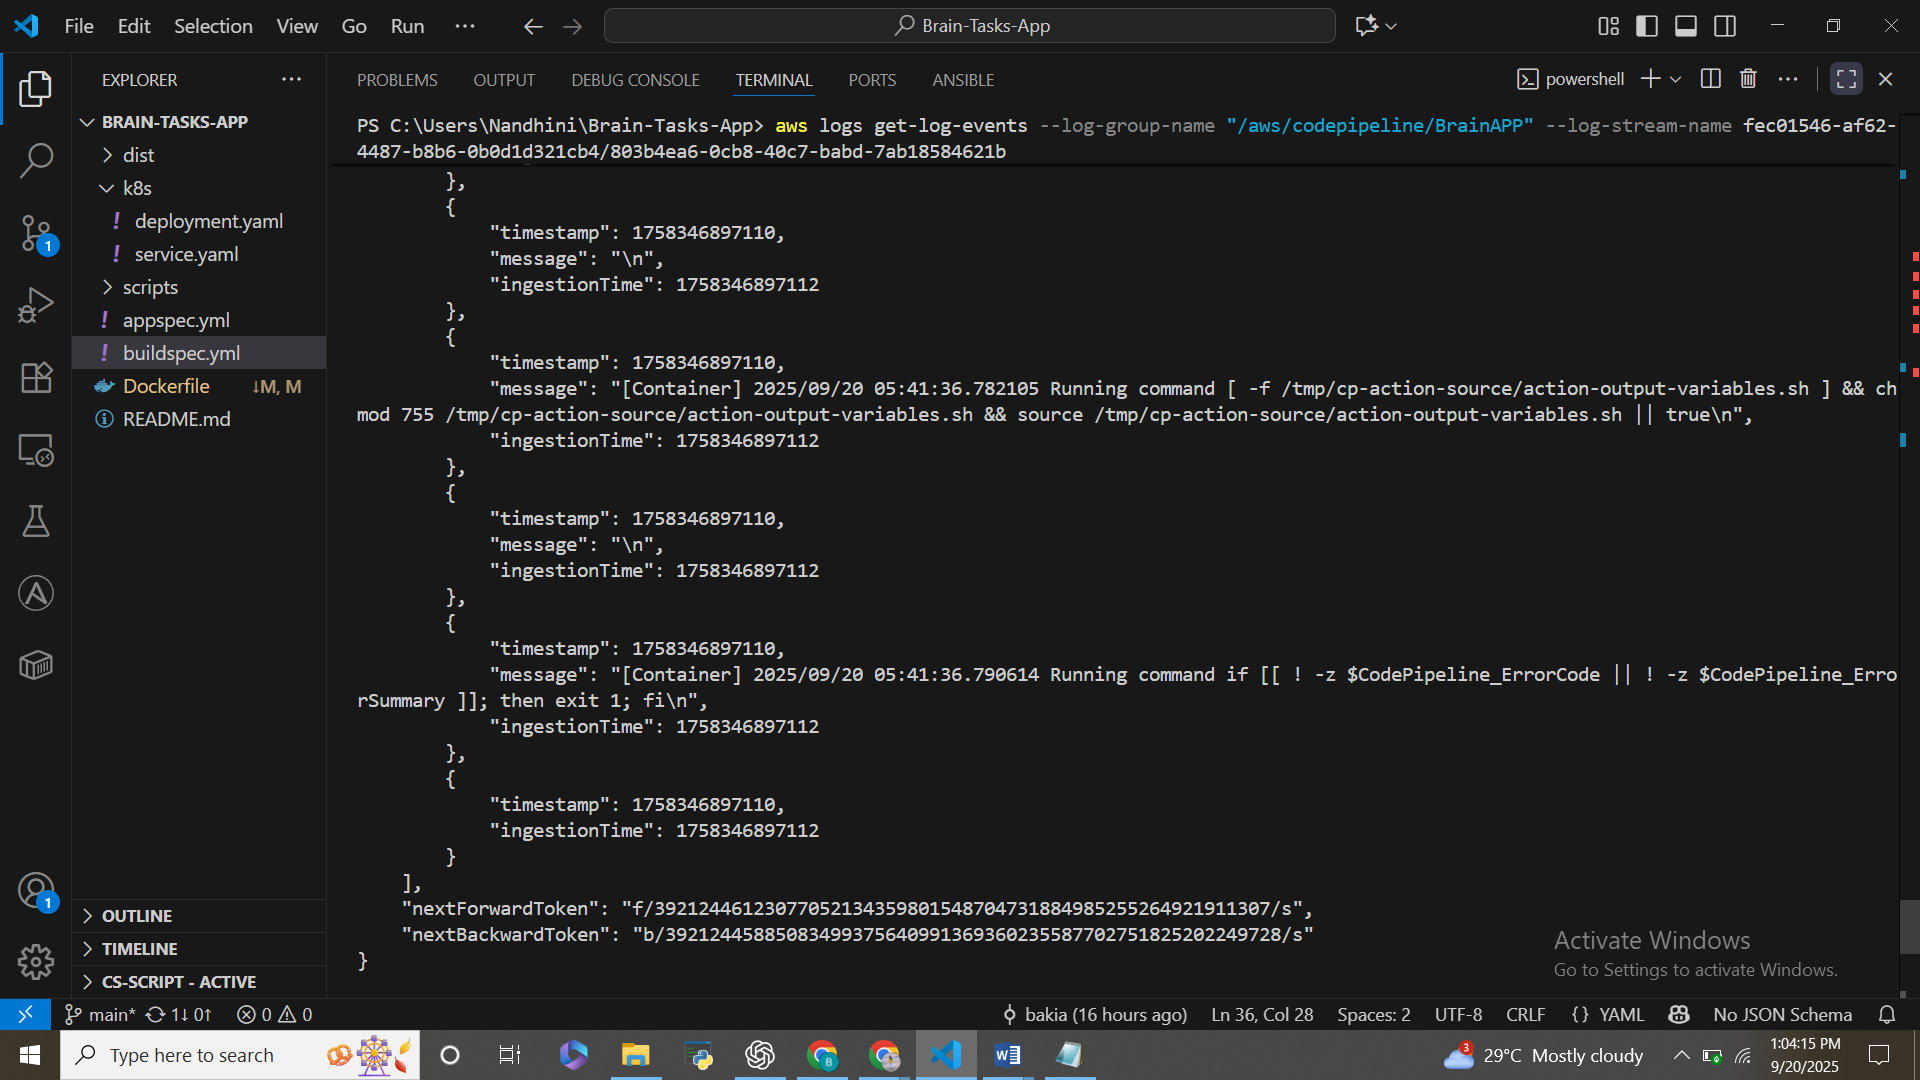 File Edit Selection View Go Run ··· Brain-Tasks-App
EXPLORER ···
BRAIN-TASKS-APP
dist
k8s
! deployment.yaml
! service.yaml
scripts
! appspec.yml
! buildspec.yml
Dockerfile ↓M, M
README.md
OUTLINE
TIMELINE
CS-SCRIPT - ACTIVE
1
1
PROBLEMS OUTPUT DEBUG CONSOLE TERMINAL PORTS ANSIBLE
powershell
PS C:\Users\Nandhini\Brain-Tasks-App> aws logs get-log-events --log-group-name "/aws/codepipeline/BrainAPP" --log-stream-name fec01546-af62-
4487-b8b6-0b0d1d321cb4/803b4ea6-0cb8-40c7-babd-7ab18584621b
},
{
"timestamp": 1758346897110,
"message": "\n",
"ingestionTime": 1758346897112
},
{
"timestamp": 1758346897110,
"message": "[Container] 2025/09/20 05:41:36.782105 Running command [ -f /tmp/cp-action-source/action-output-variables.sh ] && ch
mod 755 /tmp/cp-action-source/action-output-variables.sh && source /tmp/cp-action-source/action-output-variables.sh || true\n",
"ingestionTime": 1758346897112
},
{
"timestamp": 1758346897110,
"message": "\n",
"ingestionTime": 1758346897112
},
{
"timestamp": 1758346897110,
"message": "[Container] 2025/09/20 05:41:36.790614 Running command if [[ ! -z $CodePipeline_ErrorCode || ! -z $CodePipeline_Erro
rSummary ]]; then exit 1; fi\n",
"ingestionTime": 1758346897112
},
{
"timestamp": 1758346897110,
"ingestionTime": 1758346897112
}
],
"nextForwardToken": "f/39212446123077052134359801548704731884985255264921911307/s",
"nextBackwardToken": "b/39212445885083499375640991369360235587702751825202249728/s"
}
Activate Windows
Go to Settings to activate Windows.
main* 1↓ 0↑ 0 0 bakia (16 hours ago) Ln 36, Col 28 Spaces: 2 UTF-8 CRLF {} YAML No JSON Schema
Type here to search 3 29°C Mostly cloudy 1:04:15 PM
9/20/2025